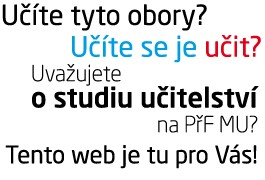 Učíte tyto obory?
Učíte se je učit?
Uvažujete
o studiu učitelství
na PřF MU?
Tento web je tu pro Vás!